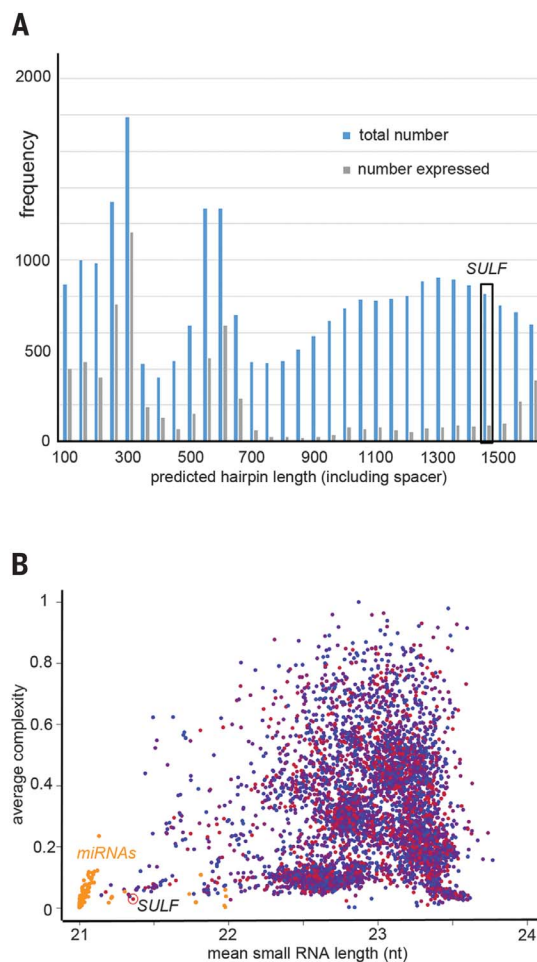 A
2000
1000
500
0
frequency
total number
number expressed
SULF
100 300 500 700 900 1100 1300 1500
predicted hairpin length (including spacer)
B
1
0.8
0.6
0.4
0.2
0
average complexity
miRNAs
SULF
21 22 23 24
mean small RNA length (nt)